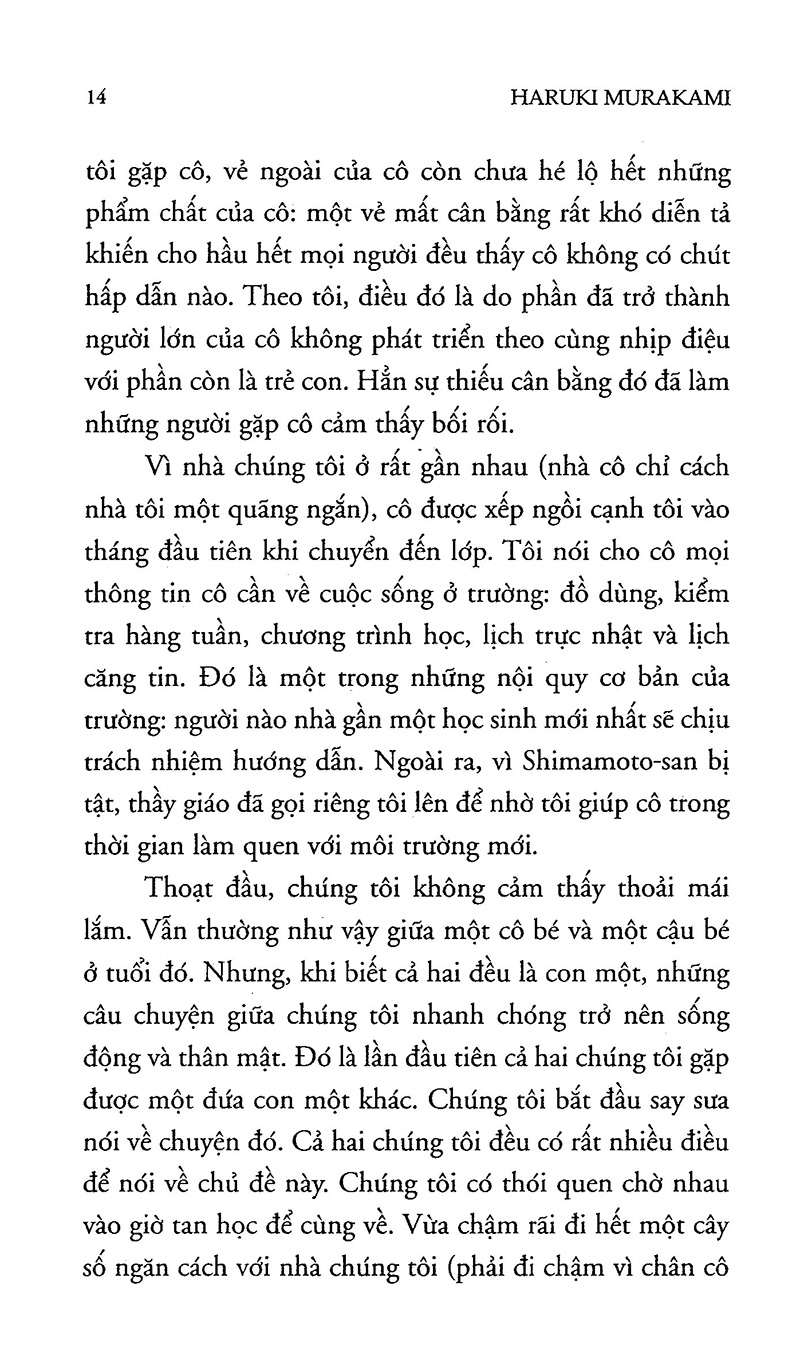 14
HARUKI MURAKAMI
tôi gặp cô, vẻ ngoài của cô còn chưa hé lộ hết những
phẩm chất của cô: một vẻ mất cân bằng rất khó diễn tả
khiến cho hầu hết mọi người đều thấy cô không có chút
hấp dẫn nào. Theo tôi, điều đó là do phần đã trở thành
người lớn của cô không phát triển theo cùng nhịp điệu
với phần còn là trẻ con. Hẳn sự thiếu cân bằng đó đã làm
những người gặp cô cảm thấy bối rối.
Vì nhà chúng tôi ở rất gần nhau (nhà cô chỉ cách
nhà tôi một quãng ngắn), cô được xếp ngồi cạnh tôi vào
tháng đầu tiên khi chuyển đến lớp. Tôi nói cho cô mọi
thông tin cô cần về cuộc sống ở trường: đồ dùng, kiểm
tra hàng tuần, chương trình học, lịch trực nhật và lịch
căng tin. Đó là một trong những nội quy cơ bản của
trường: người nào nhà gần một học sinh mới nhất sẽ chịu
trách nhiệm hướng dẫn. Ngoài ra, vì Shimamoto-san bị
tật, thầy giáo đã gọi riêng tôi lên để nhờ tôi giúp cô trong
thời gian làm quen với môi trường mới.
Thoạt đầu, chúng tôi không cảm thấy thoải mái
lắm. Vẫn thường như vậy giữa một cô bé và một cậu bé
ở tuổi đó. Nhưng, khi biết cả hai đều là con một, những
câu chuyện giữa chúng tôi nhanh chóng trở nên sống
động và thân mật. Đó là lần đầu tiên cả hai chúng tôi gặp
được một đứa con một khác. Chúng tôi bắt đầu say sưa
nói về chuyện đó. Cả hai chúng tôi đều có rất nhiều điều
để nói về chủ đề này. Chúng tôi có thói quen chờ nhau
vào giờ tan học để cùng về. Vừa chậm rãi đi hết một cây
số ngăn cách với nhà chúng tôi (phải đi chậm vì chân cô